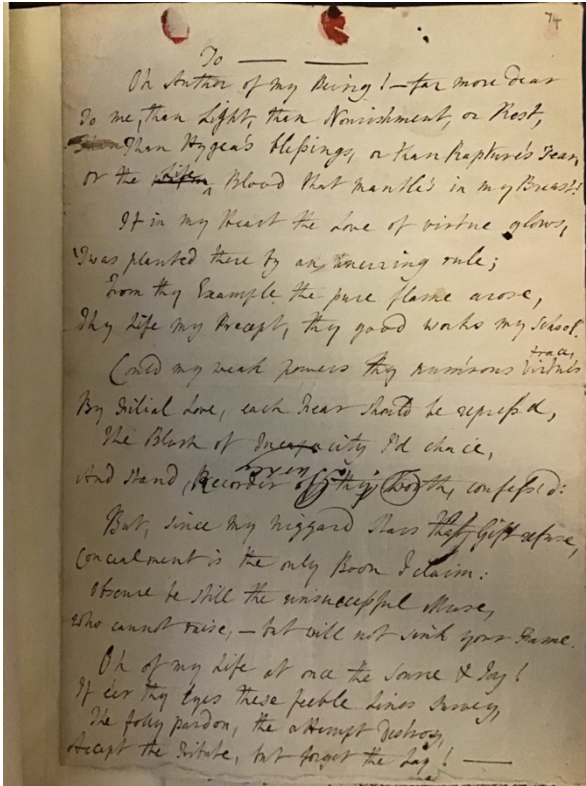 74
To —— ——
Oh Author of my Being! — far more dear
To me, than Light, than Nourishment, or Rest,
Than Hygea's blessings, or than Rapture's Tear,
or the Life Blood that mantle's in my Breast!
If in my Heart the Love of virtue glows,
'Twas planted there by an unerring rule;
From thy Example the pure flame arose,
Thy Life my Precept, thy good works my School.
Could my weak powers thy num'rous Virtues trace,
By Filial Love, each Fear should be repress'd,
The Blush of Incapacity I'd chace,
And stand, Recorder of thy Worth, confess'd:
But, since my niggard stars that Gift refuse,
Concealment is the only Boon I claim:
Obscure be still the unsuccessful Muse,
Who cannot raise, — but will not sink your Fame.
Oh of my Life at once the Source & Joy!
If e'er thy Eyes these feeble Lines survey,
The folly pardon, the attempt destroy,
Accept the Tribute, but forget the Lay! ——